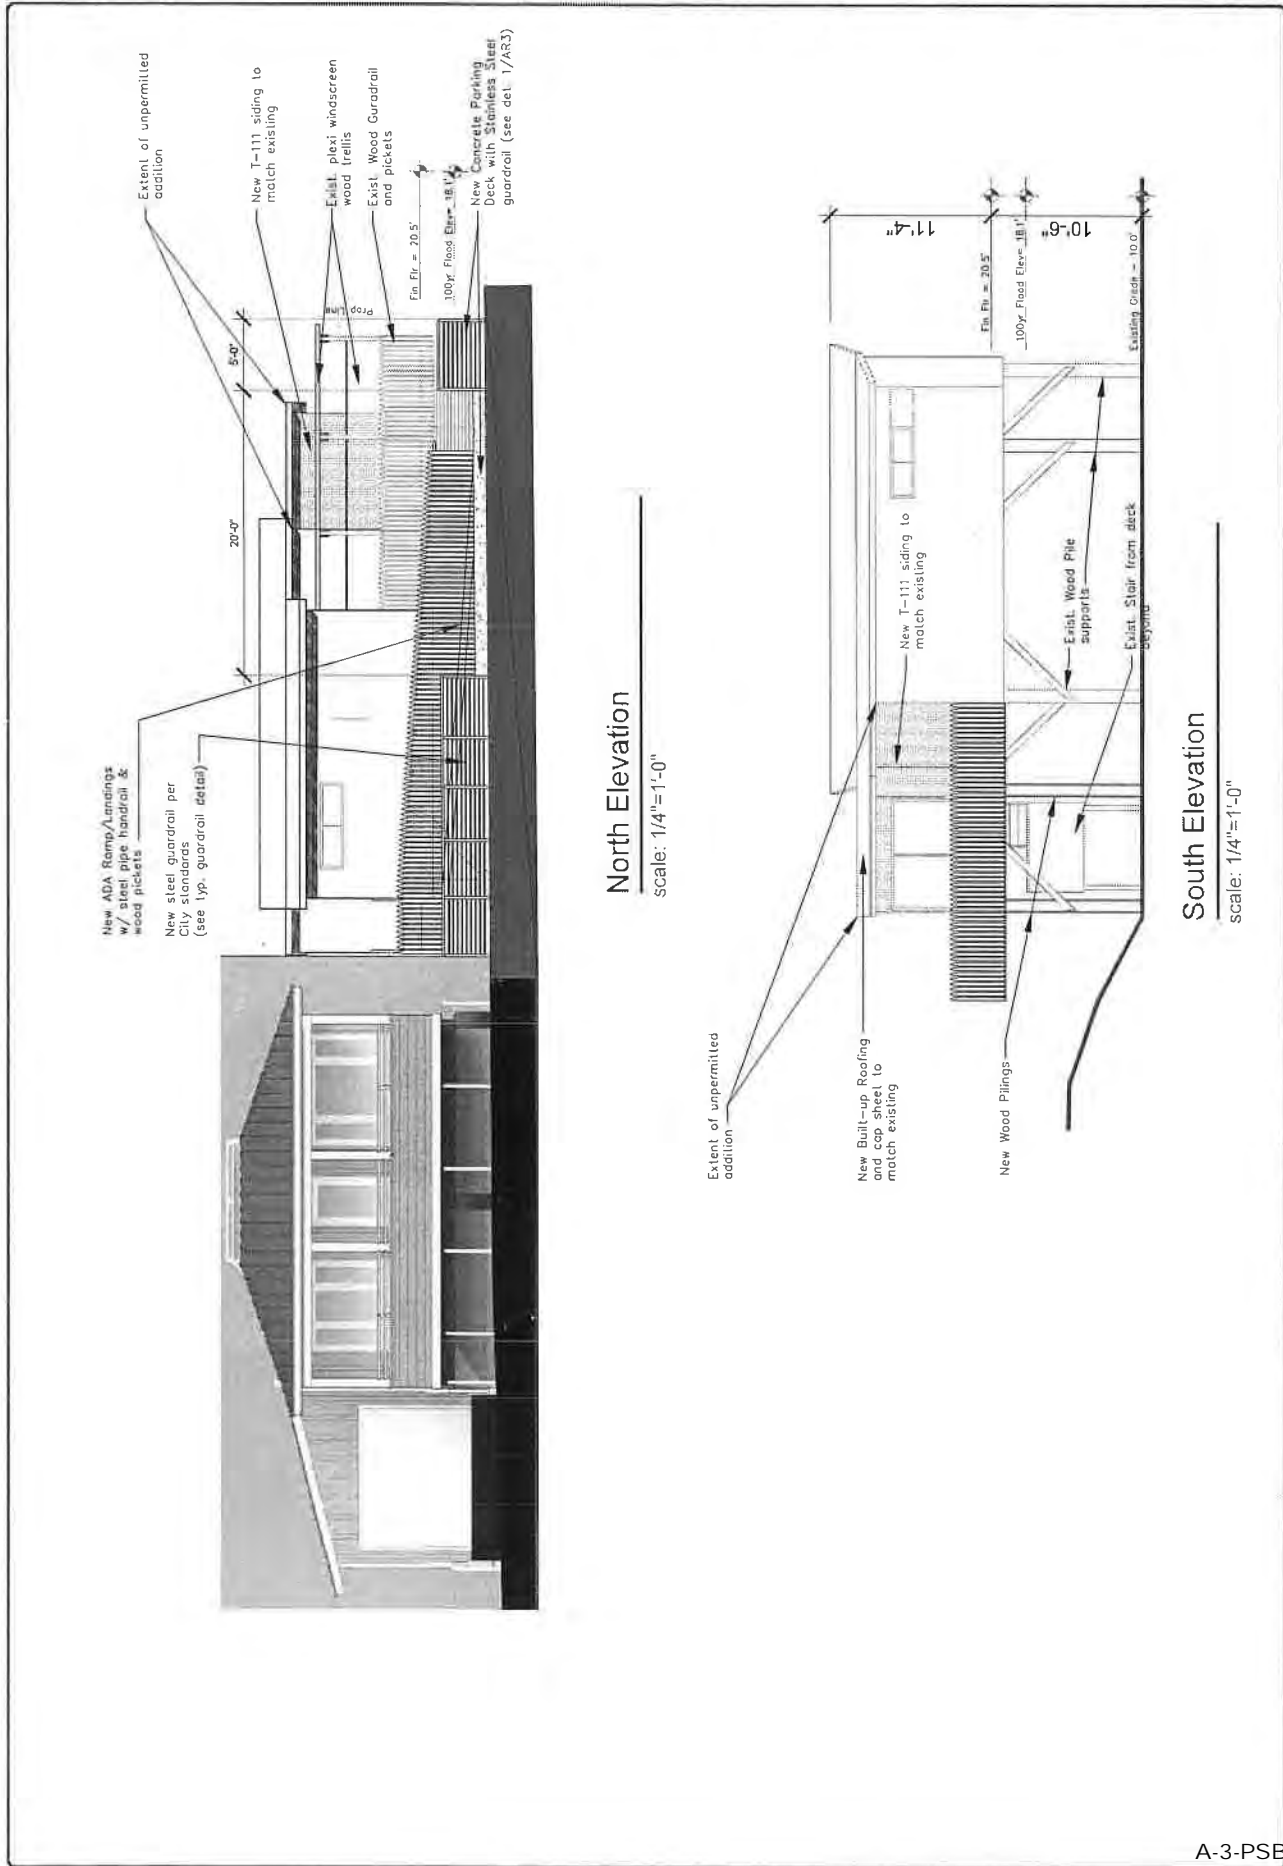 Extent of unpermitted
addition
New T-111 siding to
match existing
Exist. plexi windscreen
wood trellis
Exist. Wood Guradrail
and pickets
Fin Flr = 20.5'
100yr Flood Elev= 18.1'
New Concrete Parking
Deck with Stainless Steel
guardrail (see det. 1/AR3)
Prop Line
5'-0"
20'-0"
New ADA Ramp/Landings
w/ steel pipe handrail &
wood pickets
New steel guardrail per
City standards
(see typ. guardrail detail)
North Elevation
scale: 1/4"=1'-0"
11'-4"
10'-6"
Fin Flr = 20.5'
100yr Flood Elev= 18.1'
Existing Grade = 10.0'
New T-111 siding to
match existing
Exist. Wood Pile
supports
Exist. Stair from deck
beyond
Extent of unpermitted
addition
New Built-up Roofing
and cap sheet to
match existing
New Wood Pilings
South Elevation
scale: 1/4"=1'-0"
A-3-PSB